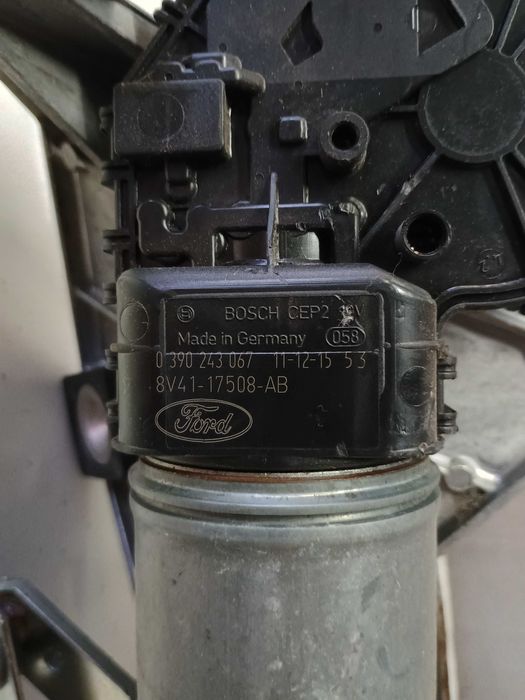 BOSCH CEP2 12V
Made in Germany 058
0 390 243 067 11-12-15 5 3
8V41-17508-AB
Ford